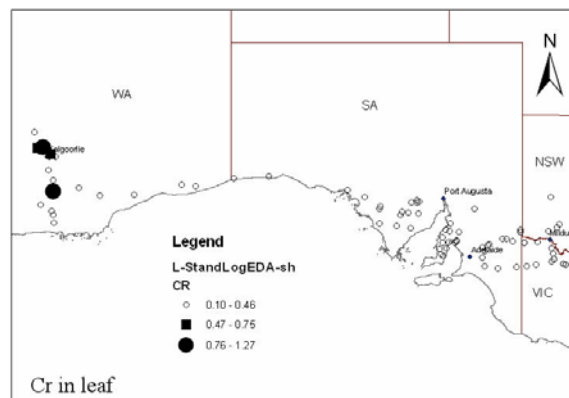 N
WA
SA
NSW
Port Augusta
Adelaide
VIC
Legend
L-StandLogEDA-sh
CR
0.10 - 0.46
0.47 - 0.75
0.76 - 1.27
Cr in leaf